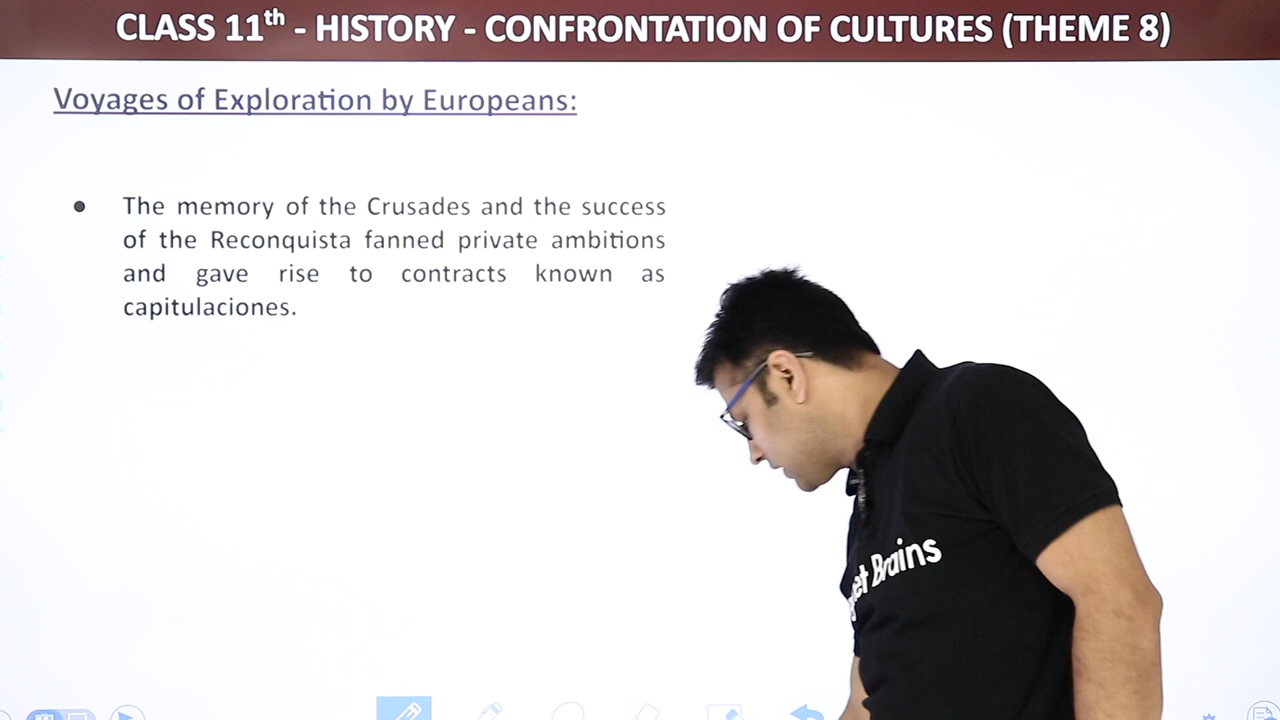 CLASS 11th - HISTORY - CONFRONTATION OF CULTURES (THEME 8)
Voyages of Exploration by Europeans:
● The memory of the Crusades and the success
of the Reconquista fanned private ambitions
and gave rise to contracts known as
capitulaciones.
Brains